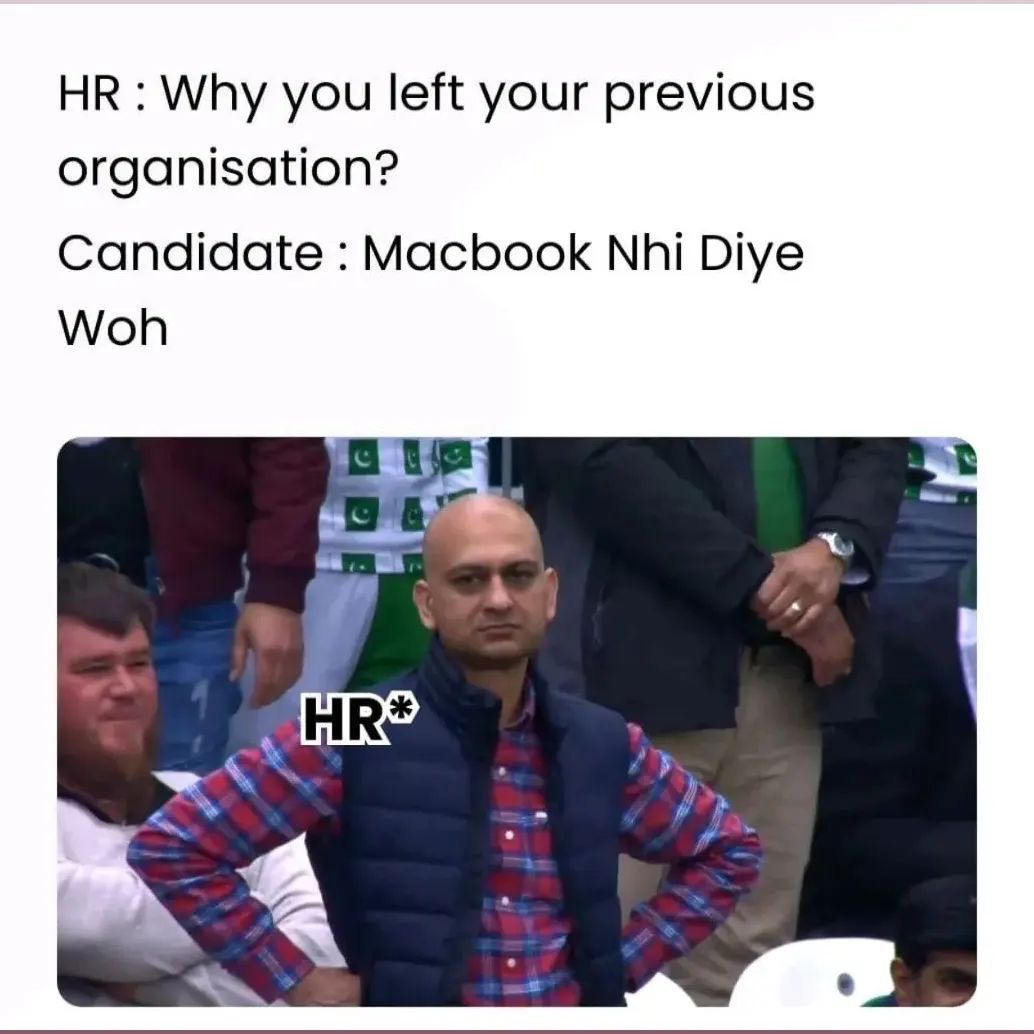 HR : Why you left your previous
organisation?
Candidate : Macbook Nhi Diye
Woh
HR*